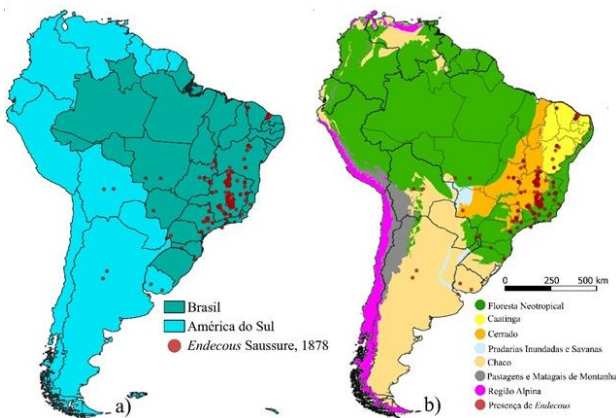 Brasil
América do Sul
Endecous Saussure, 1878
a)
500 250 0 500 km
Floresta Neotropical
Caatinga
Cerrado
Pradarias Inundadas e Savanas
Chaco
Pastagens e Matagais de Montanha
Região Alpina
Presença de Endecous
b)